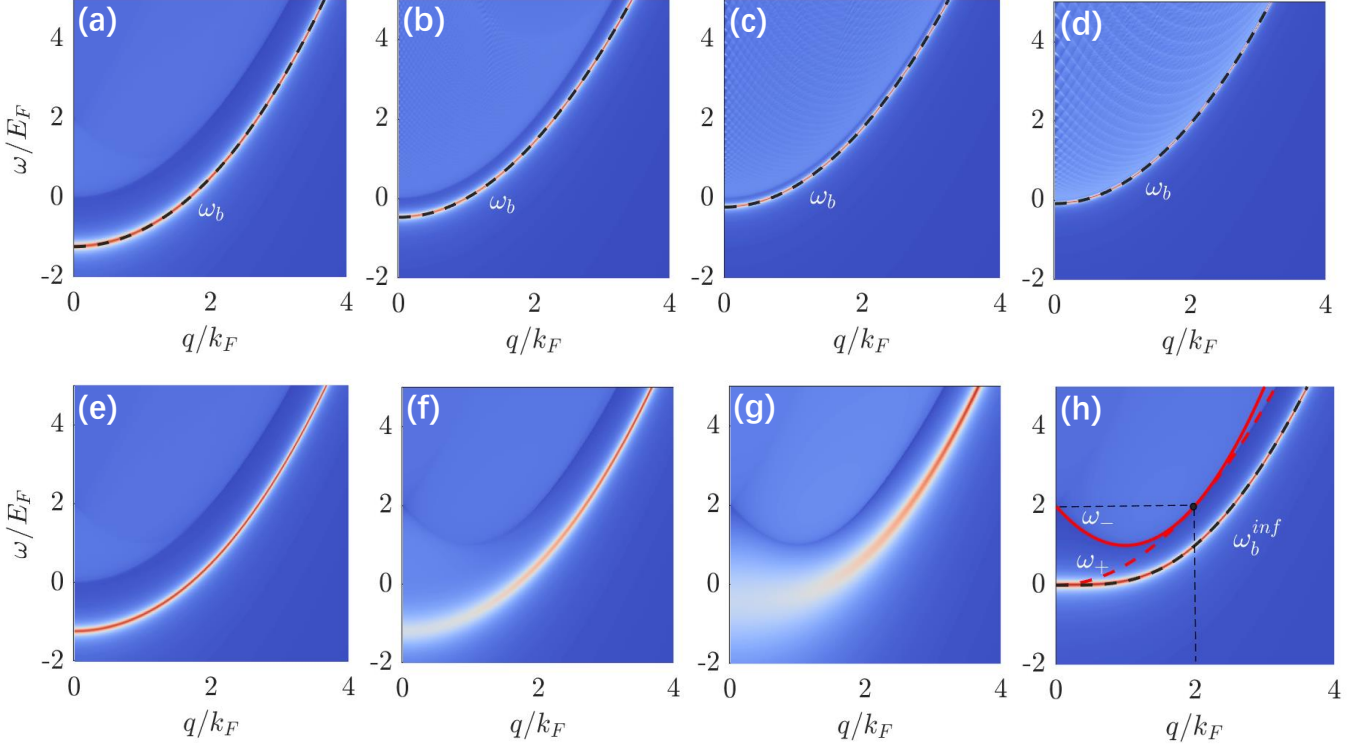 (a) (b) (c) (d)
4 4 4 4
ω/E_F
2 2 2 2
0 0 0 0
ω_b ω_b ω_b ω_b
-2 -2 -2 -2
0 2 4 0 2 4 0 2 4 0 2 4
q/k_F q/k_F q/k_F q/k_F
(e) (f) (g) (h)
4 4 4 4
ω/E_F
2 2 2 2
ω_-
ω_b^{inf}
ω_+
0 0 0 0
-2 -2 -2 -2
0 2 4 0 2 4 0 2 4 0 2 4
q/k_F q/k_F q/k_F q/k_F